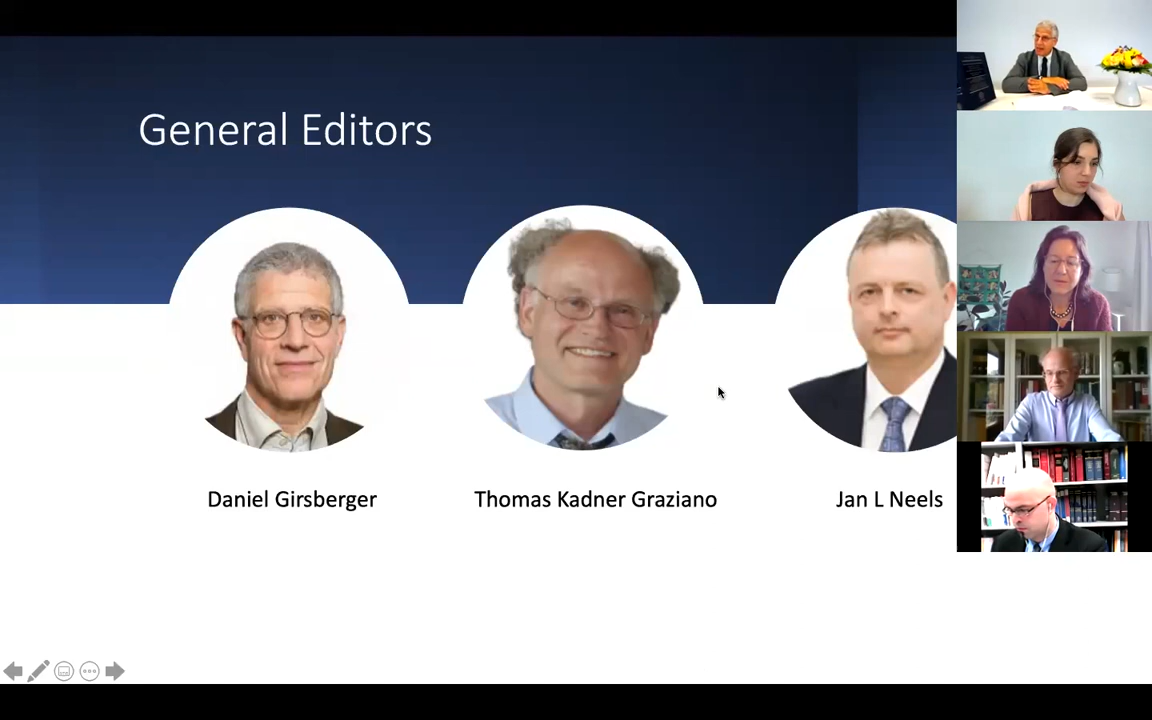 General Editors
Daniel Girsberger
Thomas Kadner Graziano
Jan L Neels